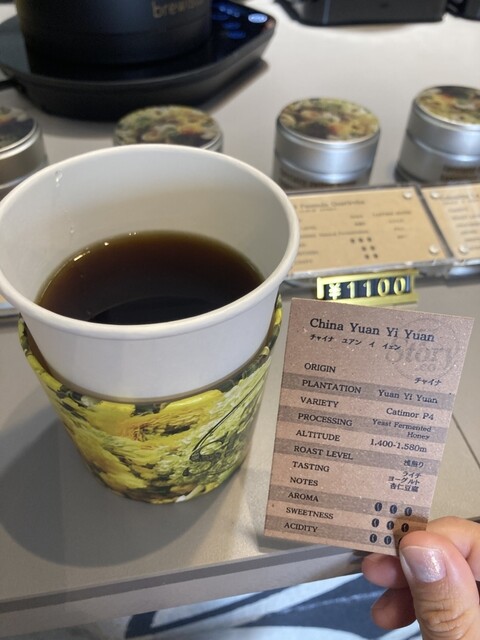 brewista
¥1100
China Yuan Yi Yuan
チャイナ ユアン イ イェン
Story
ORIGIN チャイナ
PLANTATION Yuan Yi Yuan
VARIETY Catimor P4
PROCESSING Yeast Fermented
Honey
ALTITUDE 1,400-1,580m
ROAST LEVEL 浅煎り
TASTING ライチ
NOTES ヨーグルト
杏仁豆腐
AROMA
SWEETNESS
ACIDITY